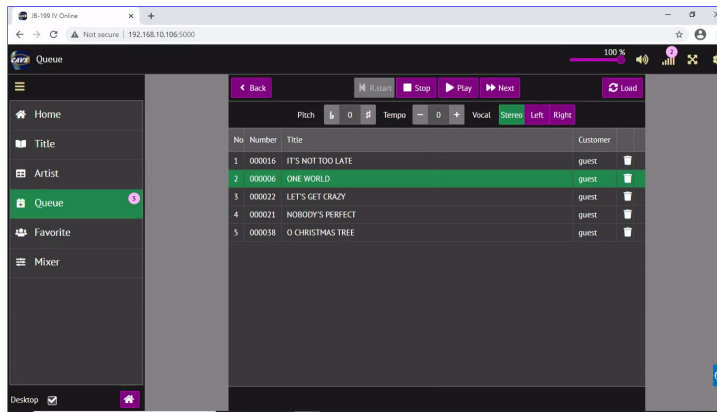 JB-199 IV Online
Not secure 192.168.10.106:5000
CAVS Queue 100 % 2
Back R.start Stop Play Next Load
Home
Pitch ♭ 0 ♯ Tempo − 0 + Vocal Stereo Left Right
Title
No Number Title Customer
Artist
1 000016 IT'S NOT TOO LATE guest
2 000006 ONE WORLD guest
Queue 5
3 000022 LET'S GET CRAZY guest
4 000021 NOBODY'S PERFECT guest
Favorite
5 000038 O CHRISTMAS TREE guest
Mixer
Desktop